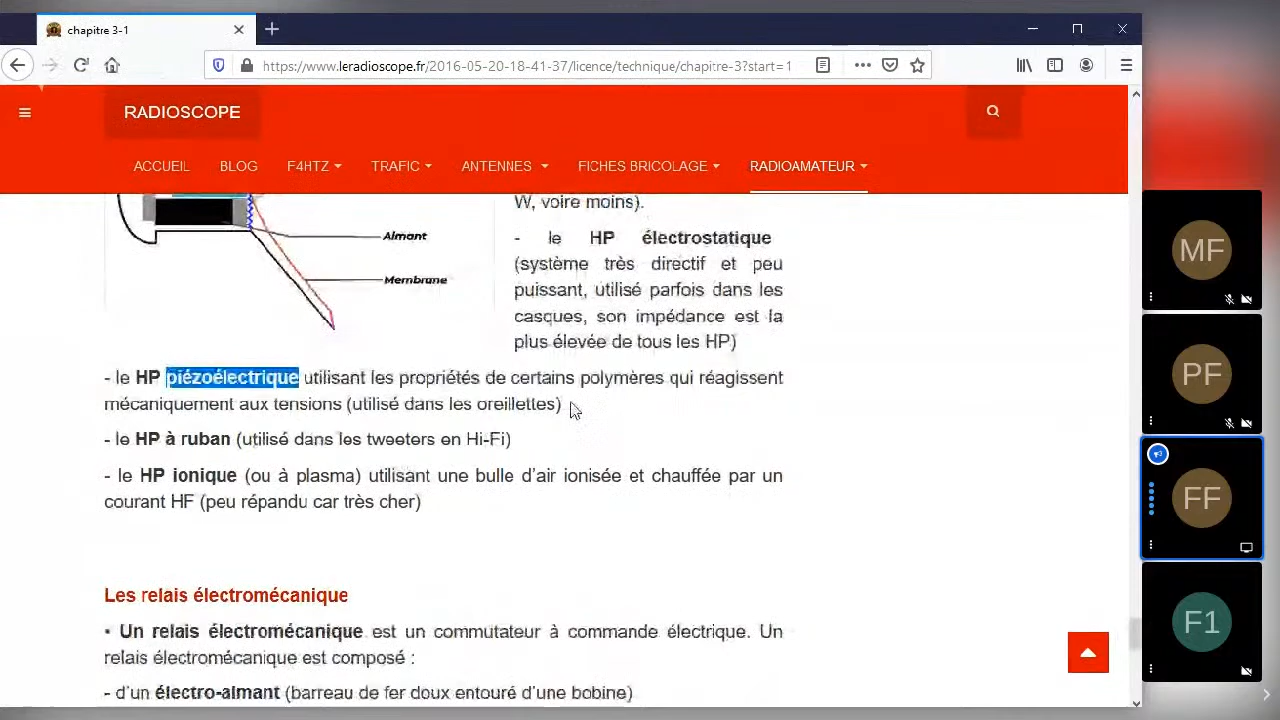 chapitre 3-1
https://www.leradioscope.fr/2016-05-20-18-41-37/licence/technique/chapitre-3?start=1
RADIOSCOPE
ACCUEIL BLOG F4HTZ TRAFIC ANTENNES FICHES BRICOLAGE RADIOAMATEUR
W, voire moins).
- le HP électrostatique
(système très directif et peu
puissant, utilisé parfois dans les
casques, son impédance est la
plus élevée de tous les HP)
Aimant
Membrane
- le HP piézoélectrique utilisant les propriétés de certains polymères qui réagissent
mécaniquement aux tensions (utilisé dans les oreillettes)
- le HP à ruban (utilisé dans les tweeters en Hi-Fi)
- le HP ionique (ou à plasma) utilisant une bulle d'air ionisée et chauffée par un
courant HF (peu répandu car très cher)
Les relais électromécanique
• Un relais électromécanique est un commutateur à commande électrique. Un
relais électromécanique est composé :
- d'un électro-aimant (barreau de fer doux entouré d'une bobine)
MF
PF
FF
F1